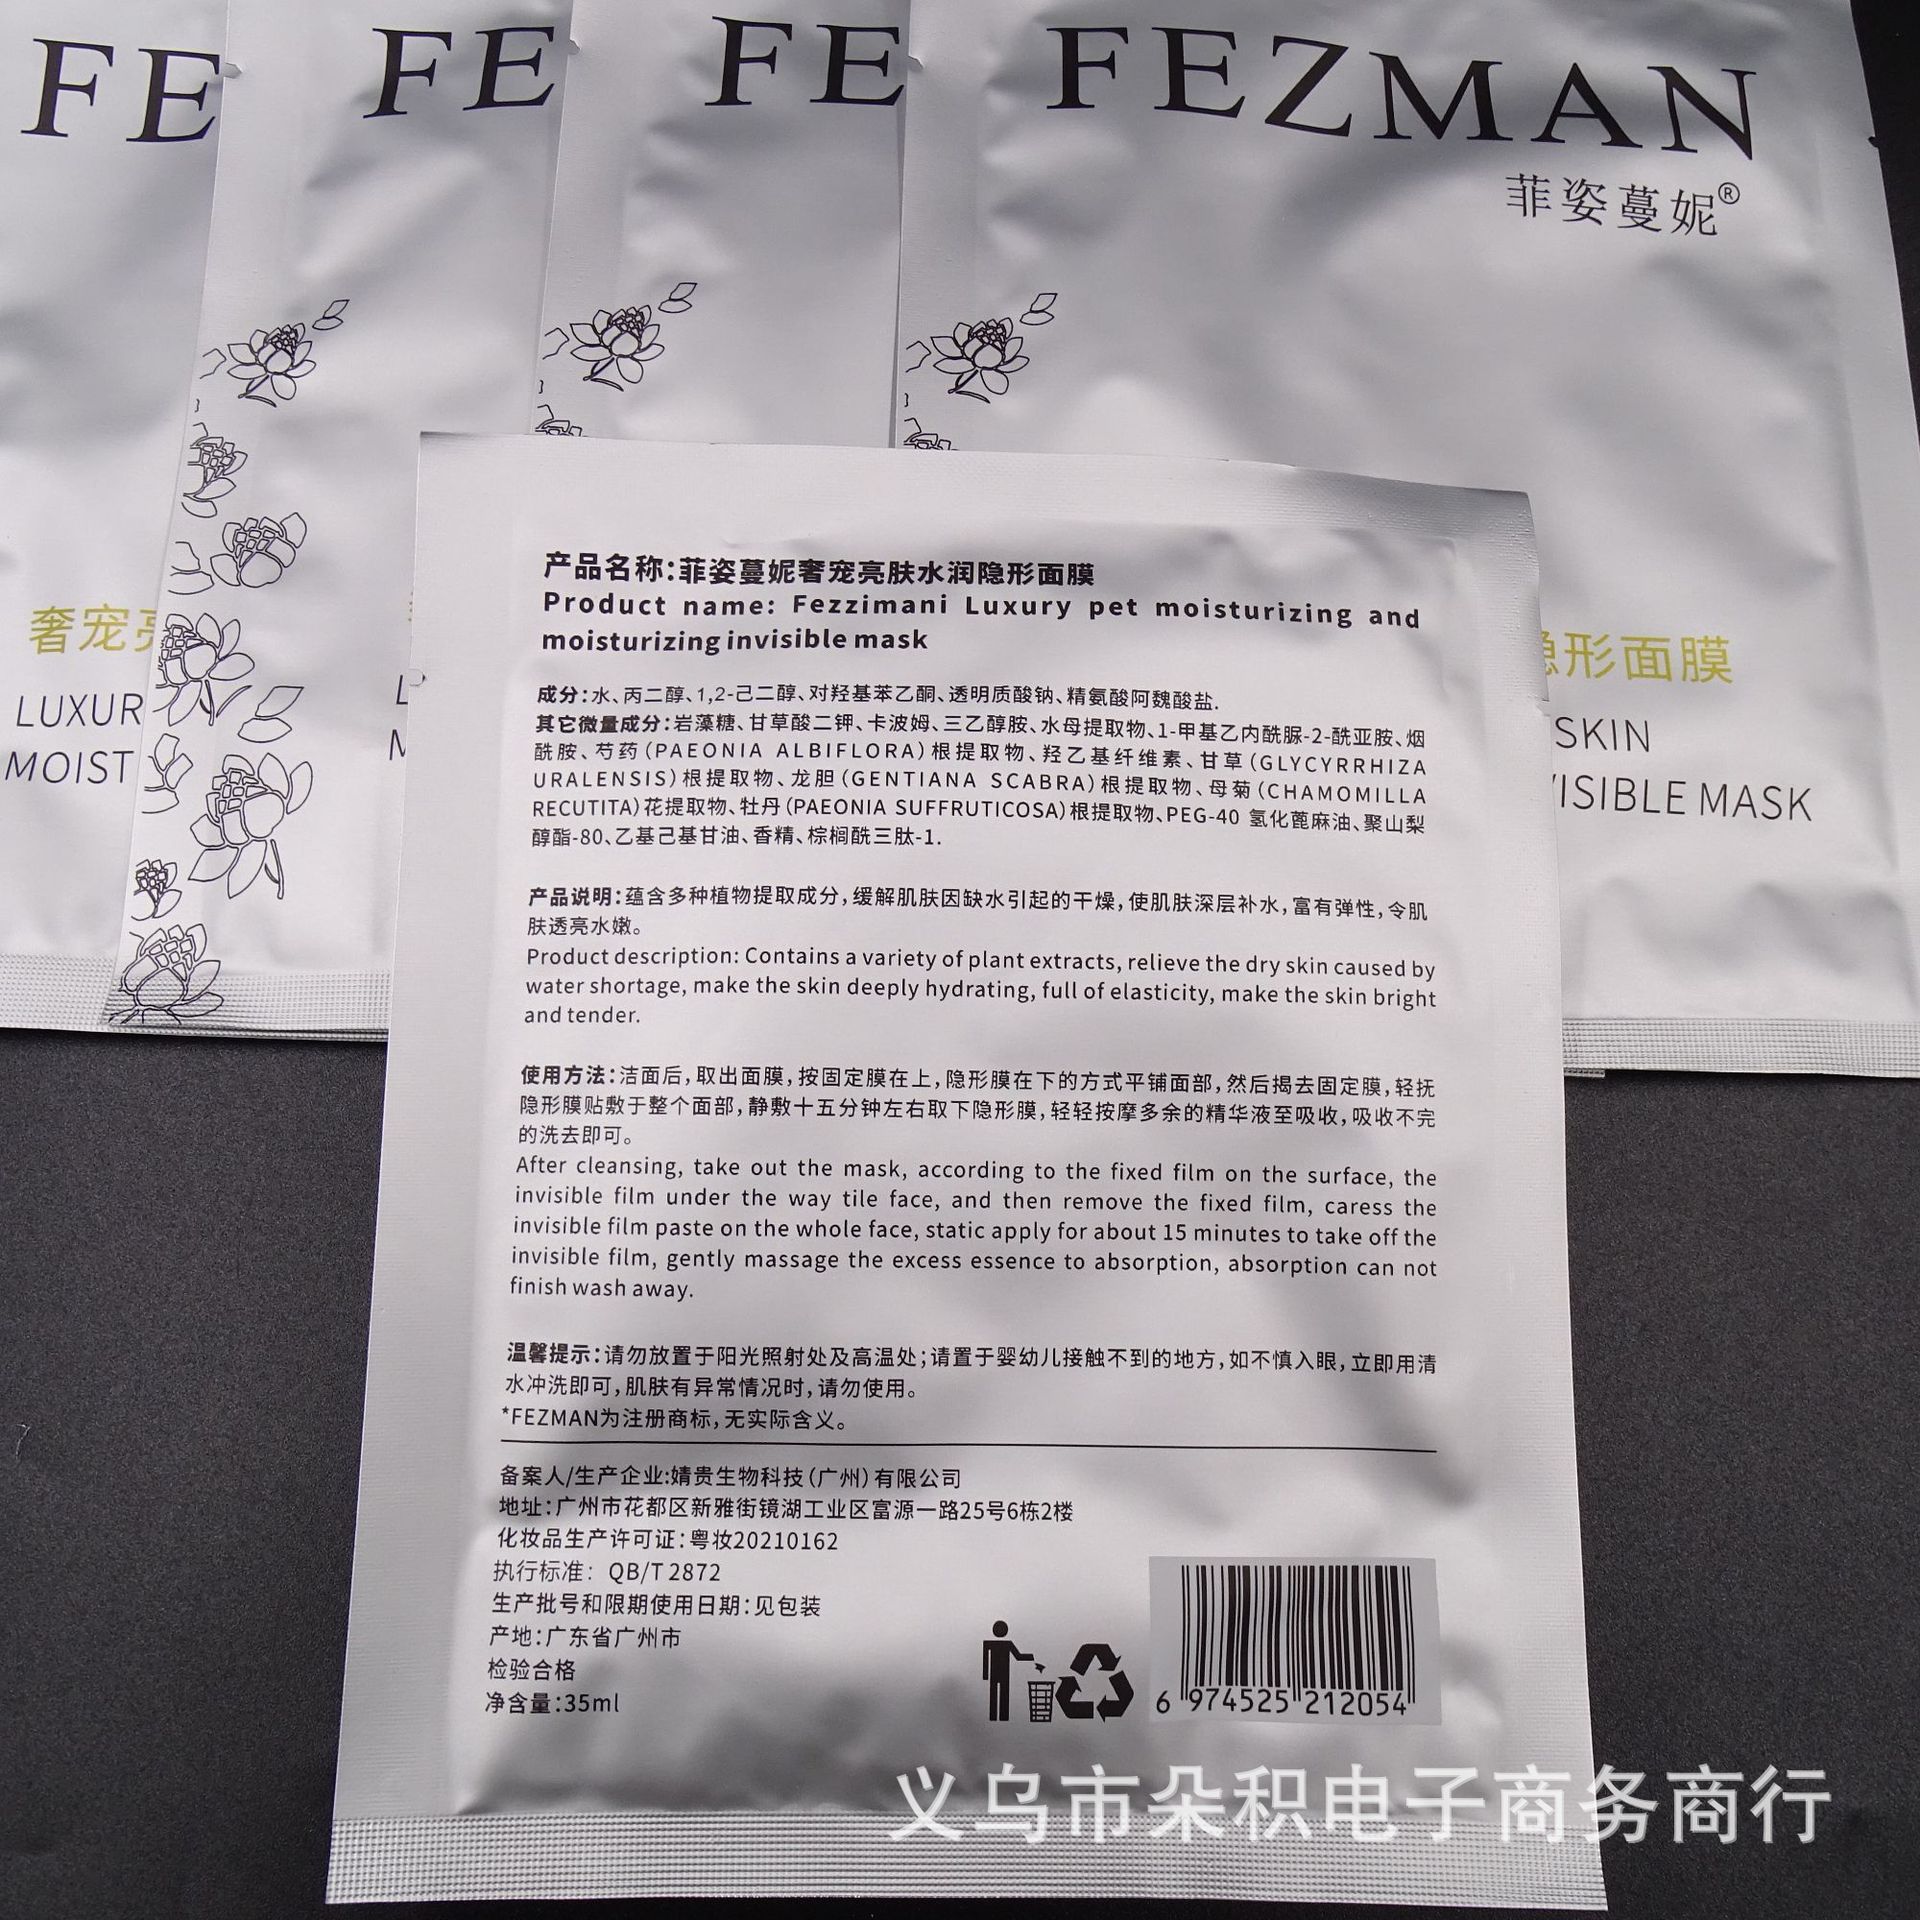 FE
FE
FE
FEZMAN
菲姿蔓妮®
奢宠亮
LUXUR
MOIST
隐形面膜
SKIN
VISIBLE MASK
产品名称:菲姿蔓妮奢宠亮肤水润隐形面膜
Product name: Fezzimani Luxury pet moisturizing and
moisturizing invisible mask
成分:水、丙二醇、1,2-己二醇、对羟基苯乙酮、透明质酸钠、精氨酸阿魏酸盐.
其它微量成分:岩藻糖、甘草酸二钾、卡波姆、三乙醇胺、水母提取物、1-甲基乙内酰脲-2-酰亚胺、烟
酰胺、芍药(PAEONIA ALBIFLORA)根提取物、羟乙基纤维素、甘草(GLYCYRRHIZA
URALENSIS)根提取物、龙胆(GENTIANA SCABRA)根提取物、母菊(CHAMOMILLA
RECUTITA)花提取物、牡丹(PAEONIA SUFFRUTICOSA)根提取物、PEG-40 氢化蓖麻油、聚山梨
醇酯-80、乙基己基甘油、香精、棕榈酰三肽-1.
产品说明:蕴含多种植物提取成分,缓解肌肤因缺水引起的干燥,使肌肤深层补水,富有弹性,令肌
肤透亮水嫩。
Product description: Contains a variety of plant extracts, relieve the dry skin caused by
water shortage, make the skin deeply hydrating, full of elasticity, make the skin bright
and tender.
使用方法:洁面后,取出面膜,按固定膜在上,隐形膜在下的方式平铺面部,然后揭去固定膜,轻抚
隐形膜贴敷于整个面部,静敷十五分钟左右取下隐形膜,轻轻按摩多余的精华液至吸收,吸收不完
的洗去即可。
After cleansing, take out the mask, according to the fixed film on the surface, the
invisible film under the way tile face, and then remove the fixed film, caress the
invisible film paste on the whole face, static apply for about 15 minutes to take off the
invisible film, gently massage the excess essence to absorption, absorption can not
finish wash away.
温馨提示:请勿放置于阳光照射处及高温处;请置于婴幼儿接触不到的地方,如不慎入眼,立即用清
水冲洗即可,肌肤有异常情况时,请勿使用。
*FEZMAN为注册商标,无实际含义。
备案人/生产企业:婧贵生物科技(广州)有限公司
地址:广州市花都区新雅街镜湖工业区富源一路25号6栋2楼
化妆品生产许可证:粤妆20210162
执行标准: QB/T 2872
生产批号和限期使用日期:见包装
产地:广东省广州市
检验合格
净含量:35ml
6 974525 212054
义乌市朵积电子商务商行